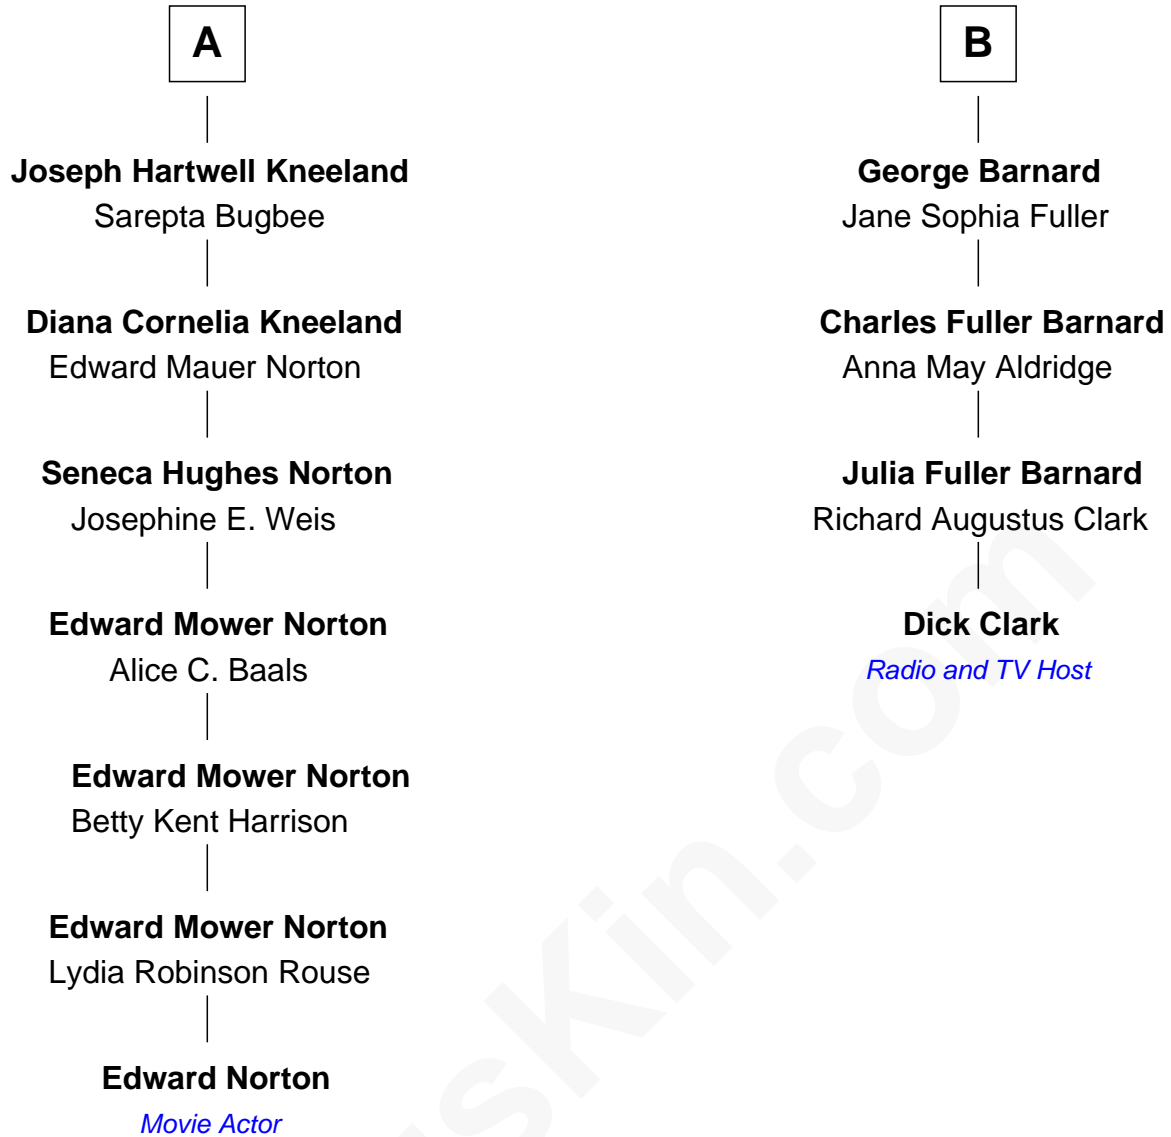 A
Joseph Hartwell Kneeland
Sarepta Bugbee
Diana Cornelia Kneeland
Edward Mauer Norton
Seneca Hughes Norton
Josephine E. Weis
Edward Mower Norton
Alice C. Baals
Edward Mower Norton
Betty Kent Harrison
Edward Mower Norton
Lydia Robinson Rouse
Edward Norton
Movie Actor
B
George Barnard
Jane Sophia Fuller
Charles Fuller Barnard
Anna May Aldridge
Julia Fuller Barnard
Richard Augustus Clark
Dick Clark
Radio and TV Host
sKin.com